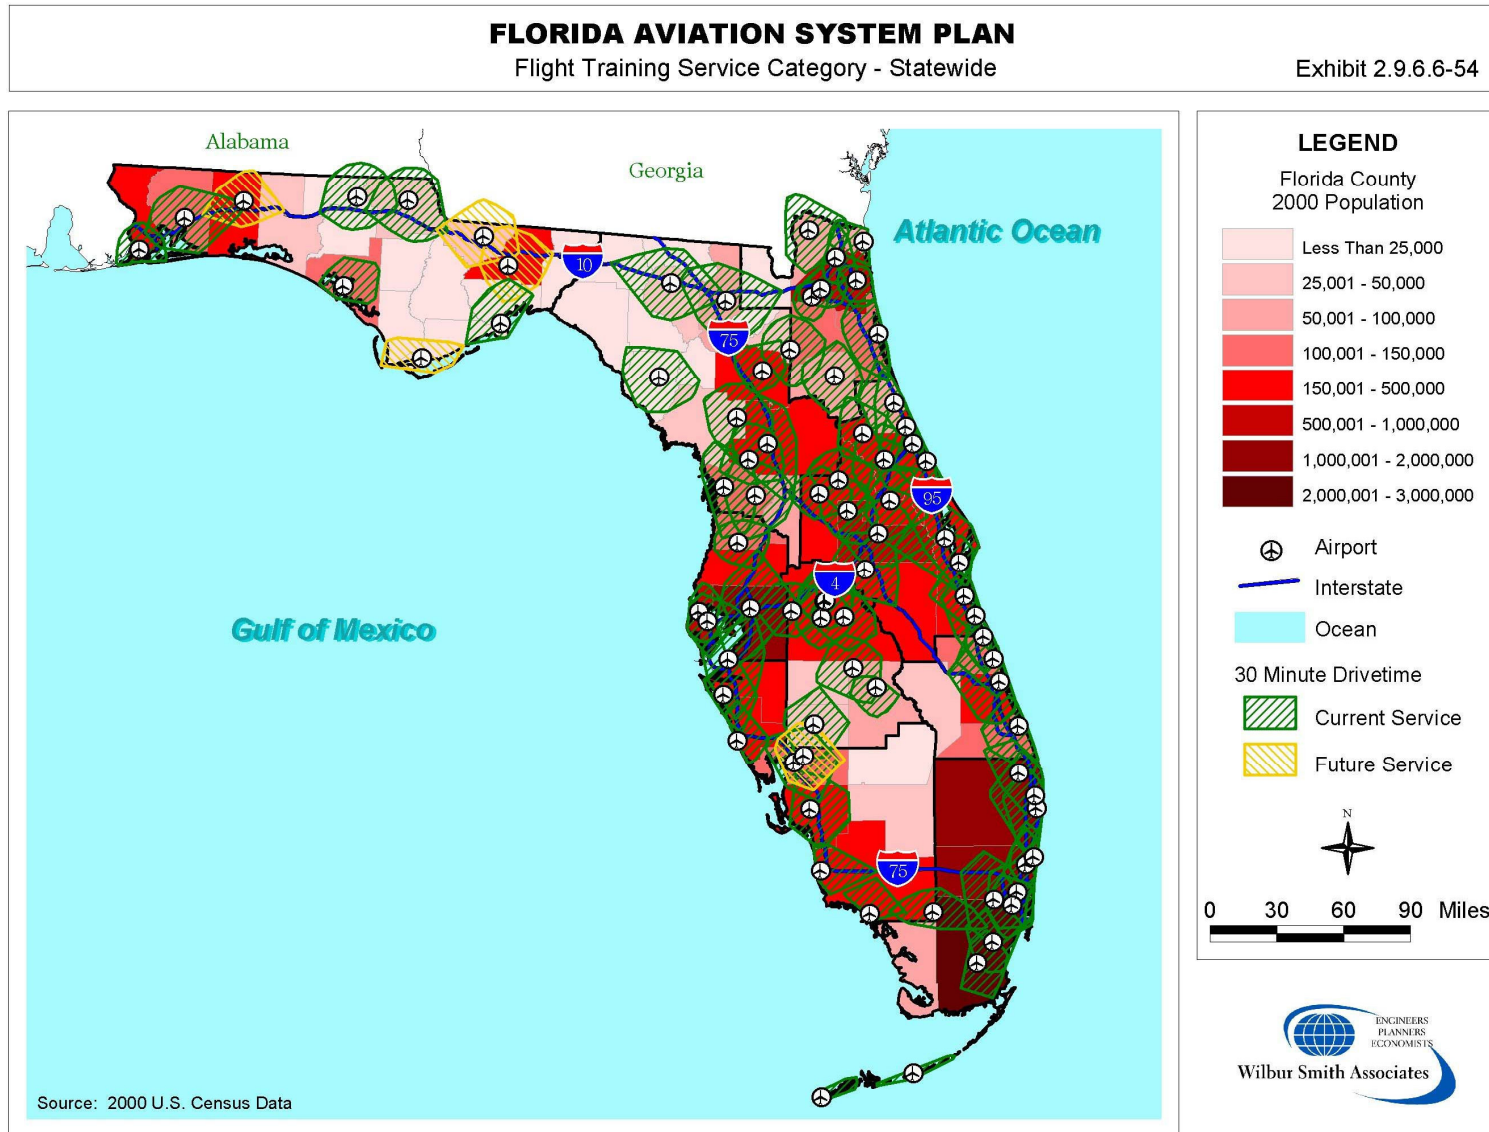 FLORIDA AVIATION SYSTEM PLAN
Flight Training Service Category - Statewide
Exhibit 2.9.6.6-54
Alabama
Georgia
Atlantic Ocean
10
75
95
4
Gulf of Mexico
75
Source: 2000 U.S. Census Data
LEGEND
Florida County
2000 Population
Less Than 25,000
25,001 - 50,000
50,001 - 100,000
100,001 - 150,000
150,001 - 500,000
500,001 - 1,000,000
1,000,001 - 2,000,000
2,000,001 - 3,000,000
Airport
Interstate
Ocean
30 Minute Drivetime
Current Service
Future Service
N
0 30 60 90 Miles
ENGINEERS
PLANNERS
ECONOMISTS
Wilbur Smith Associates